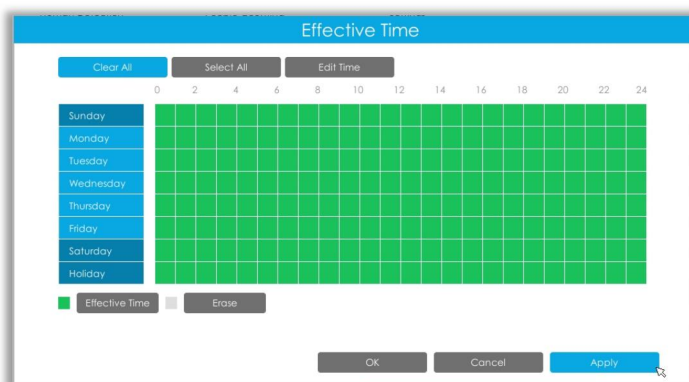 Effective Time
Clear All Select All Edit Time
0 2 4 6 8 10 12 14 16 18 20 22 24
Sunday
Monday
Tuesday
Wednesday
Thursday
Friday
Saturday
Holiday
Effective Time Erase
OK Cancel Apply